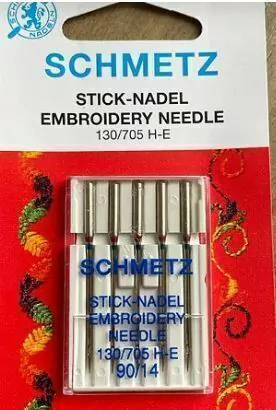 SCHMETZ
STICK-NADEL
EMBROIDERY NEEDLE
130/705 H-E
SCHMETZ
STICK-NADEL
EMBROIDERY
NEEDLE
130/705 H-E
90/14